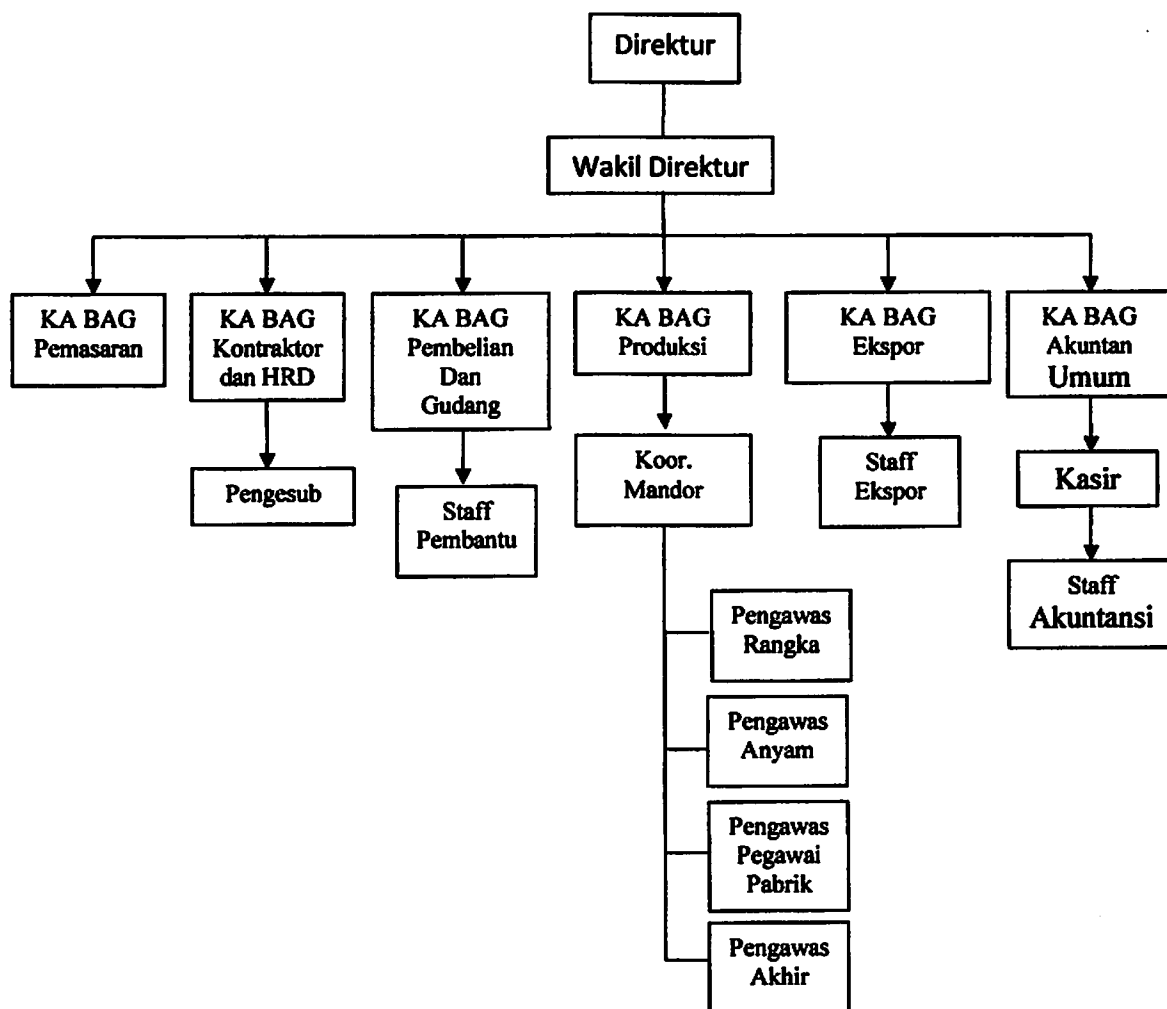 Direktur
Wakil Direktur
KA BAG
Pemasaran
KA BAG
Kontraktor
dan HRD
KA BAG
Pembelian
Dan
Gudang
KA BAG
Produksi
KA BAG
Ekspor
KA BAG
Akuntan
Umum
Pengesub
Staff
Pembantu
Koor.
Mandor
Staff
Ekspor
Kasir
Staff
Akuntansi
Pengawas
Rangka
Pengawas
Anyam
Pengawas
Pegawai
Pabrik
Pengawas
Akhir